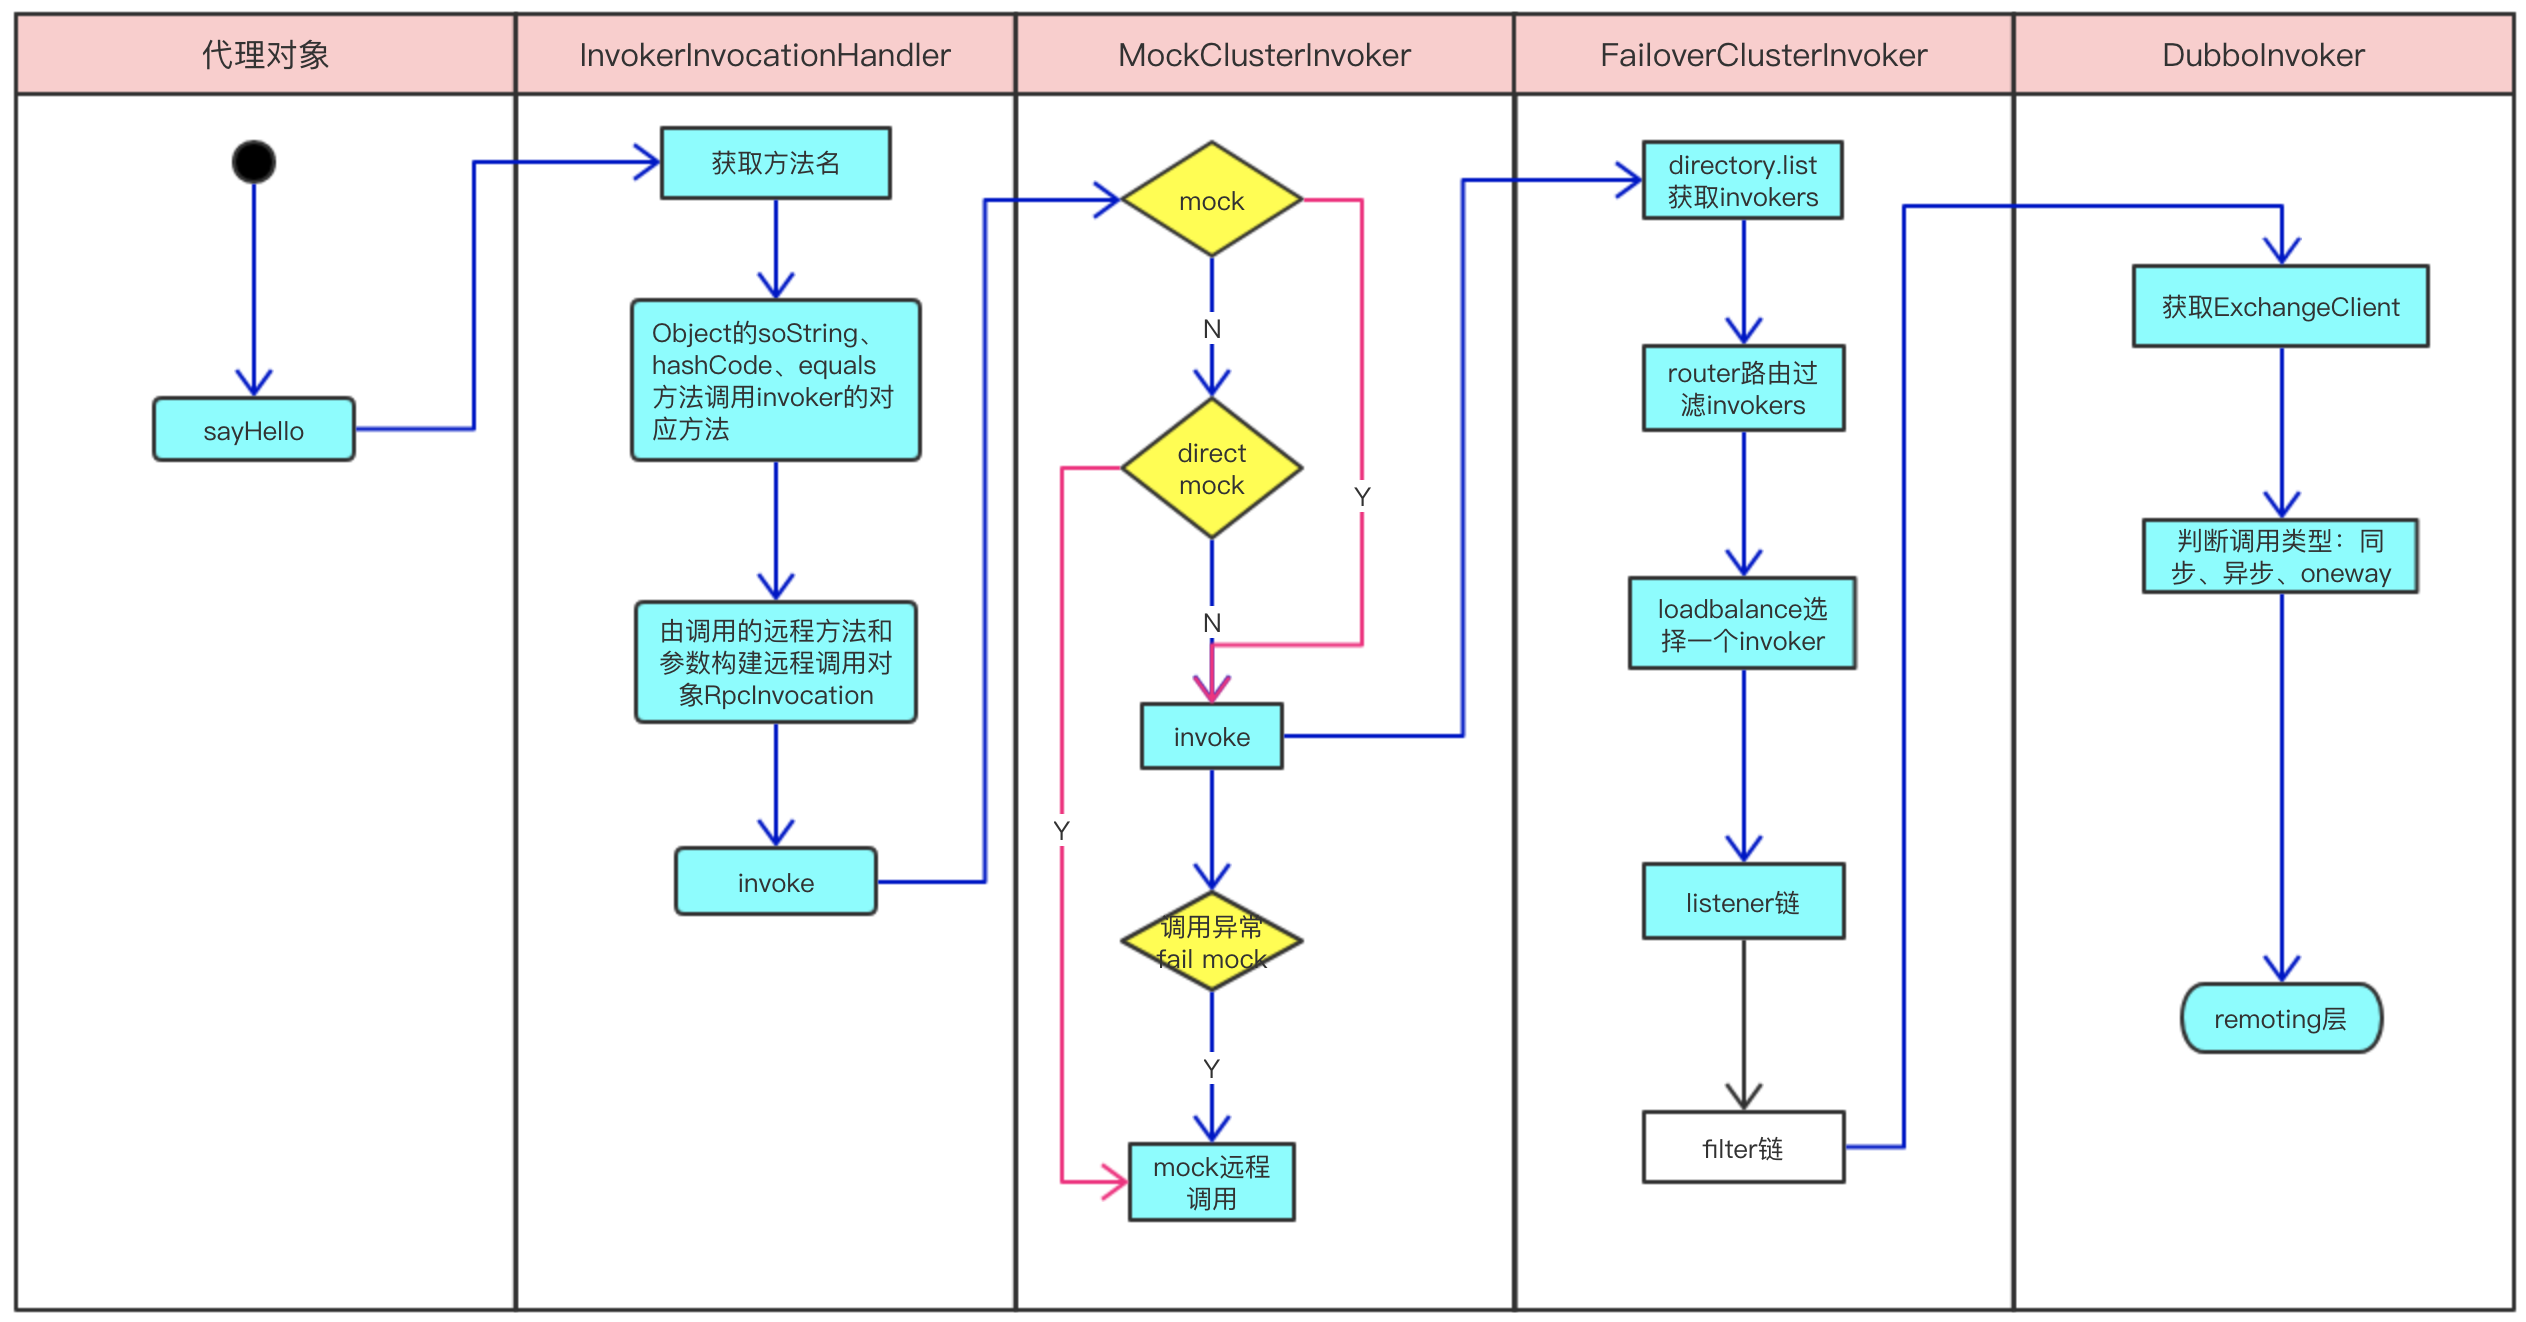 代理对象
InvokerInvocationHandler
MockClusterInvoker
FailoverClusterInvoker
DubboInvoker
sayHello
获取方法名
Object的soString、
hashCode、equals
方法调用invoker的对
应方法
由调用的远程方法和
参数构建远程调用对
象RpcInvocation
invoke
mock
N
direct
mock
Y
N
invoke
Y
调用异常
fail mock
Y
mock远程
调用
directory.list
获取invokers
router路由过
滤invokers
loadbalance选
择一个invoker
listener链
filter链
获取ExchangeClient
判断调用类型：同
步、异步、oneway
remoting层